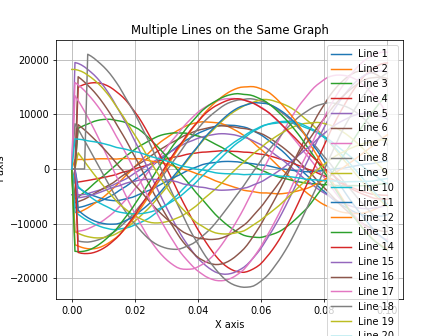 Multiple Lines on the Same Graph
20000
10000
0
−10000
−20000
0.00
0.02
0.04
0.06
X axis
Line 1
Line 2
Line 3
Line 4
Line 5
Line 6
Line 7
Line 8
Line 9
Line 10
Line 11
Line 12
Line 13
Line 14
Line 15
Line 16
Line 17
Line 18
Line 19